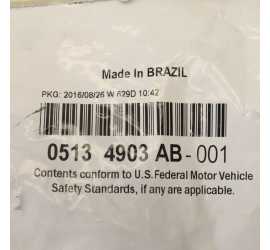 Made In BRAZIL
PKG: 2016/08/26 W 629D 10:42
0513 4903 AB-001
Contents conform to U.S.Federal Motor Vehicle
Safety Standards, if any are applicable.